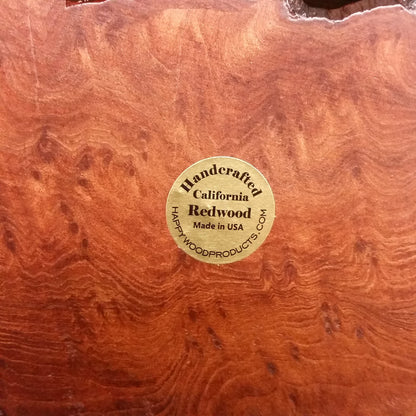 Handcrafted
California
Redwood
Made in USA
HAPPYWOODPRODUCTS.COM